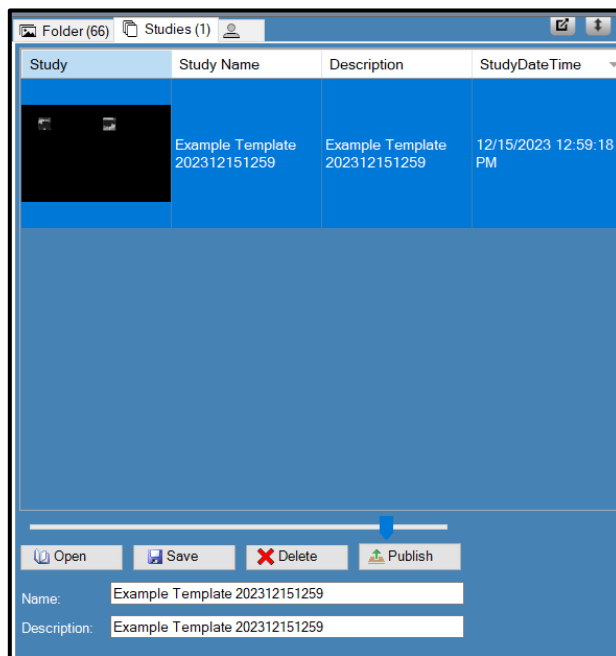 Folder (66) Studies (1)
Study Study Name Description StudyDateTime
Example Template Example Template 12/15/2023 12:59:18
202312151259 202312151259 PM
Open Save Delete Publish
Name: Example Template 202312151259
Description: Example Template 202312151259